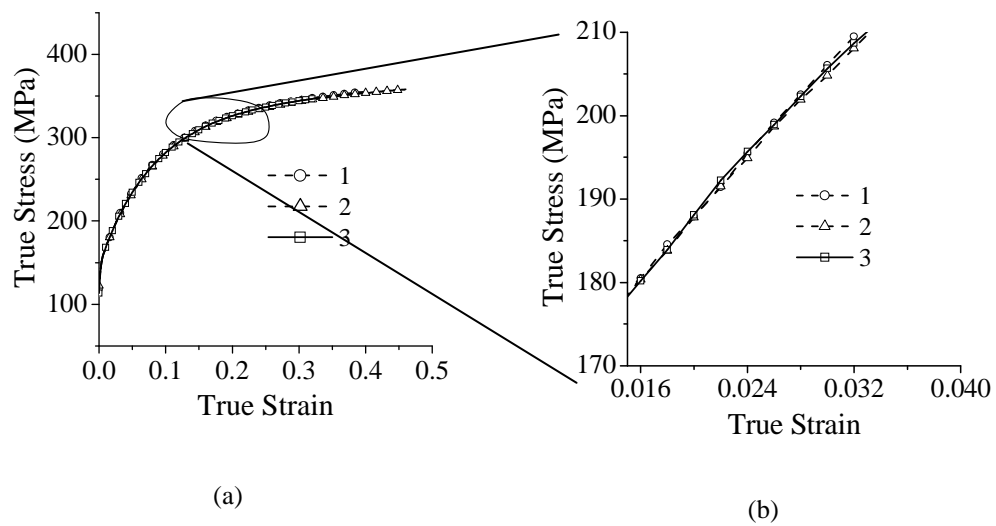 400
300
200
100
0.0 0.1 0.2 0.3 0.4 0.5
True Stress (MPa)
True Strain
1
2
3
(a)
210
200
190
180
170
0.016 0.024 0.032 0.040
True Stress (MPa)
True Strain
1
2
3
(b)